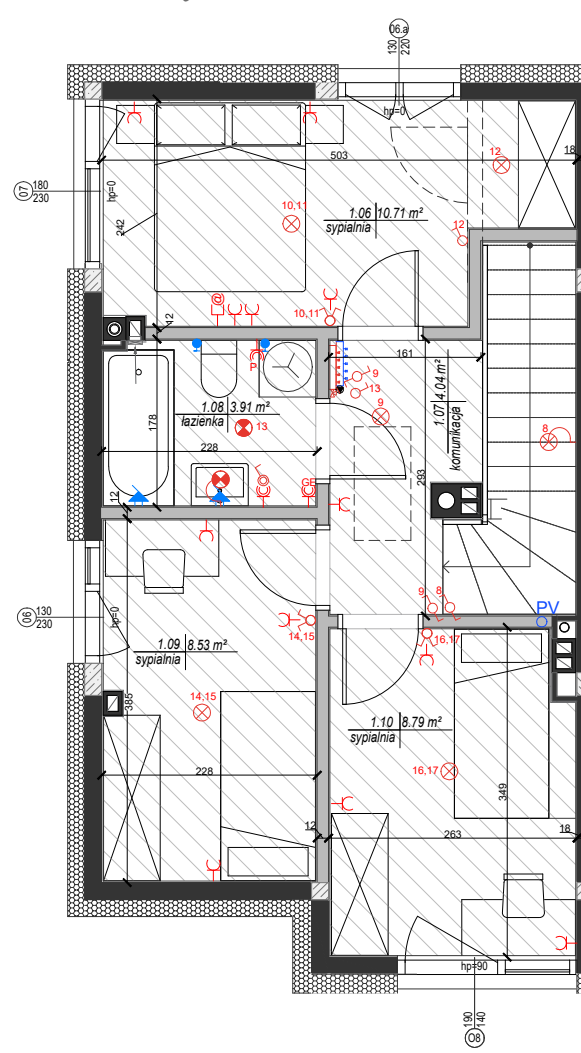 06.a
130
220
hp=0
12
18
503
07
180
230
hp=0
10,11
1.06 10.71 m²
sypialnia
12
242
@
12
10,11
161
9
13
P
1.08 3.91 m²
łazienka
9
13
1.07 4.04 m²
komunikacja
8
178
228
293
GE
12
9
8
PV
06
130
230
hp=0
14,15
16,17
1.09 8.53 m²
sypialnia
385
14,15
1.10 8.79 m²
sypialnia
16,17
228
349
12
263
18
hp=90
190
140
O8